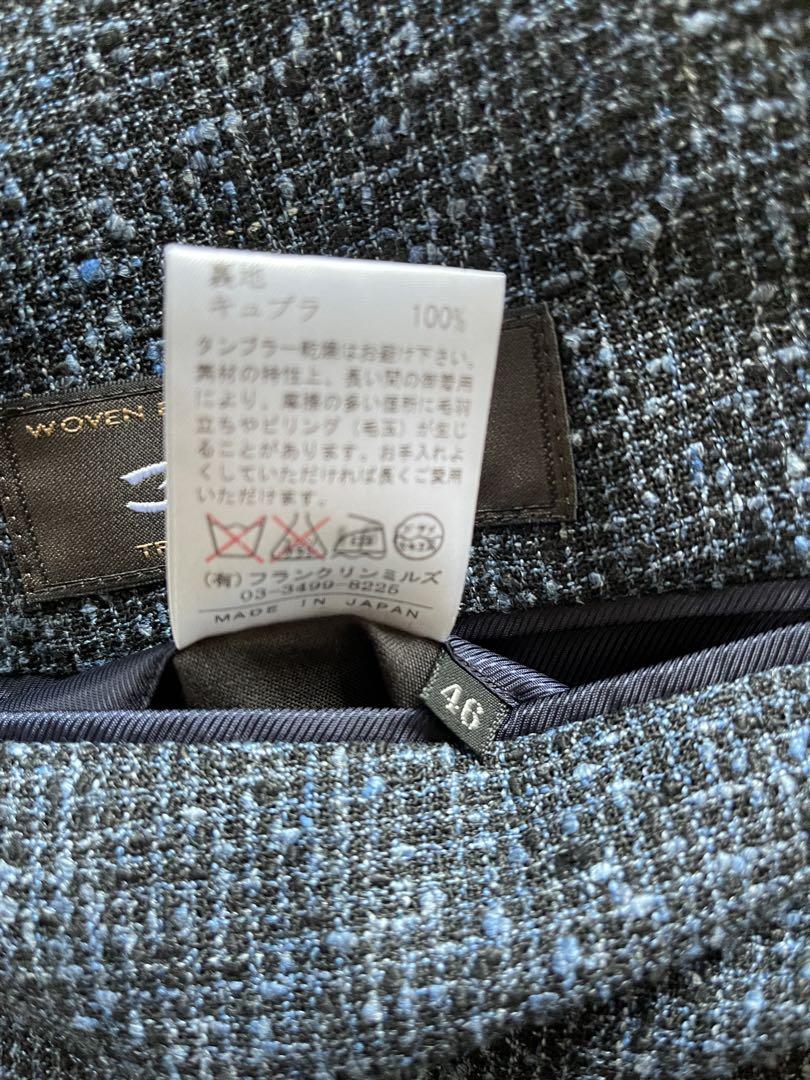 裏地
キュプラ 100%
タンブラー乾燥はお避け下さい。
素材の特性上、長い間の御着用
により、摩擦の多い箇所に毛羽
立ちやピリング（毛玉）が生じ
ることがあります。お手入れよ
くしていただければ長くご愛用
いただけます。
(有)フランクリンミルズ
03-3499-8225
MADE IN JAPAN
WOVEN
TR
46